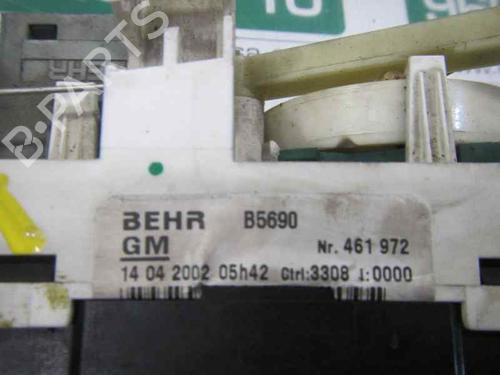 B-PARTS
BEHR B5690
GM Nr. 461 972
14 04 2002 05h42 Ctrl:3308 i:0000